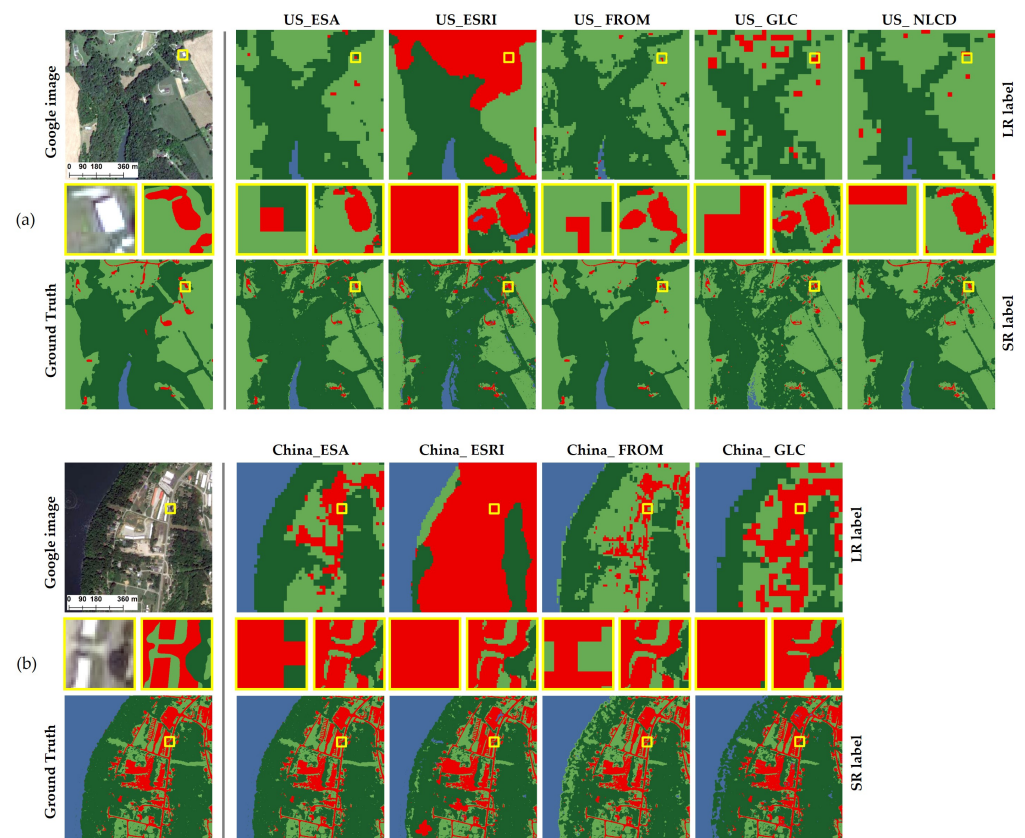 US_ESA
US_ESRI
US_ FROM
US_ GLC
US_ NLCD
Google image
0 90 180 360 m
LR label
(a)
Ground Truth
SR label
China_ESA
China_ ESRI
China_ FROM
China_ GLC
Google image
0 90 180 360 m
LR label
(b)
Ground Truth
SR label